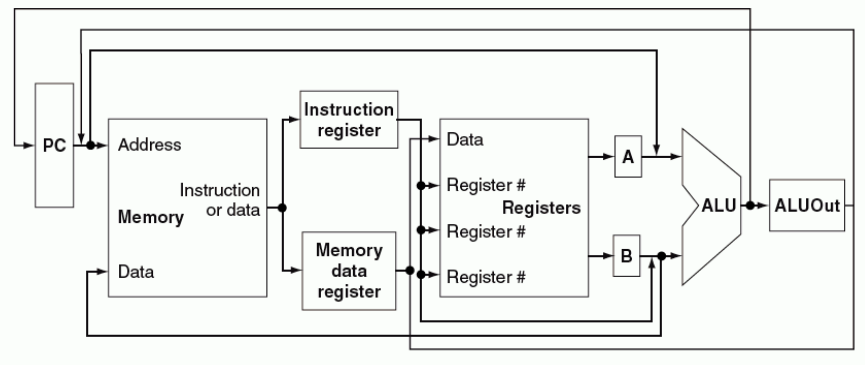 PC
Address
Instruction
or data
Memory
Data
Instruction
register
Memory
data
register
Data
Register #
Registers
Register #
Register #
A
B
ALU
ALUOut